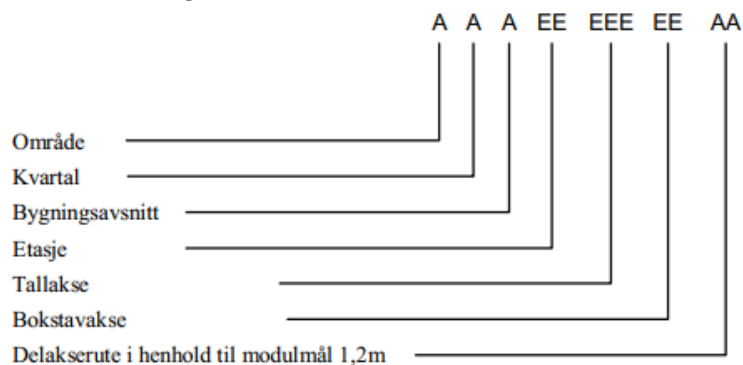 A A A EE EEE EE AA
Område
Kvartal
Bygningsavsnitt
Etasje
Tallakse
Bokstavakse
Delakserute i henhold til modulmål 1,2m